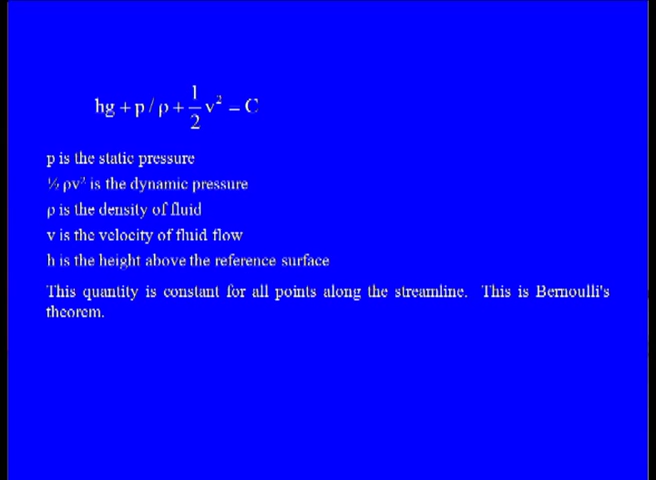 hg + p / ρ + 1/2 v² = C
p is the static pressure
½ ρv² is the dynamic pressure
ρ is the density of fluid
v is the velocity of fluid flow
h is the height above the reference surface
This quantity is constant for all points along the streamline. This is Bernoulli's
theorem.